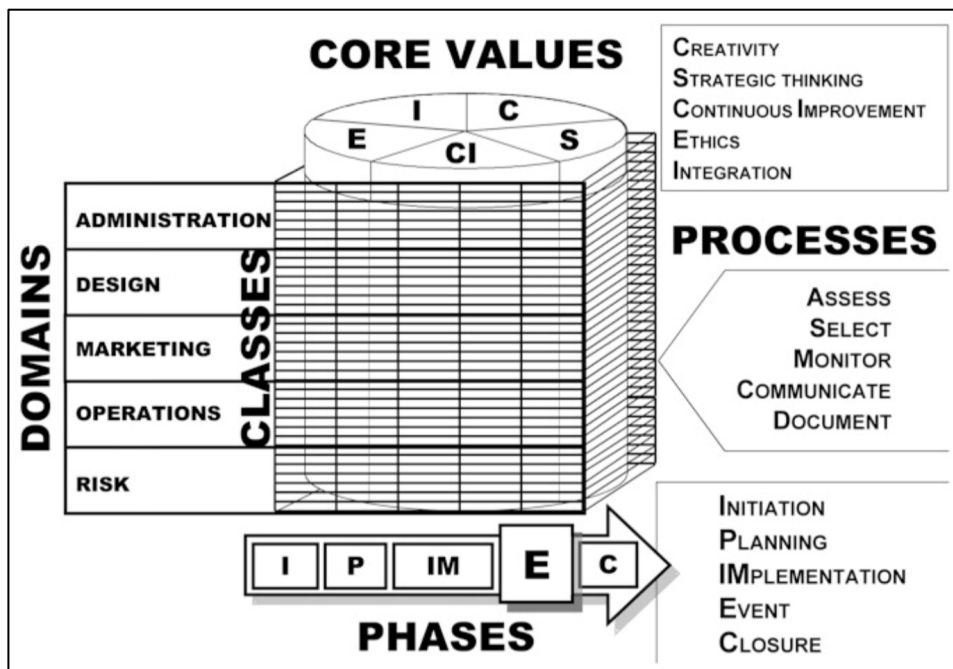 CORE VALUES
I C
E CI S
CREATIVITY
STRATEGIC THINKING
CONTINUOUS IMPROVEMENT
ETHICS
INTEGRATION
DOMAINS
ADMINISTRATION
DESIGN
MARKETING
OPERATIONS
RISK
CLASSES
PROCESSES
ASSESS
SELECT
MONITOR
COMMUNICATE
DOCUMENT
I P IM E C
PHASES
INITIATION
PLANNING
IMPLEMENTATION
EVENT
CLOSURE